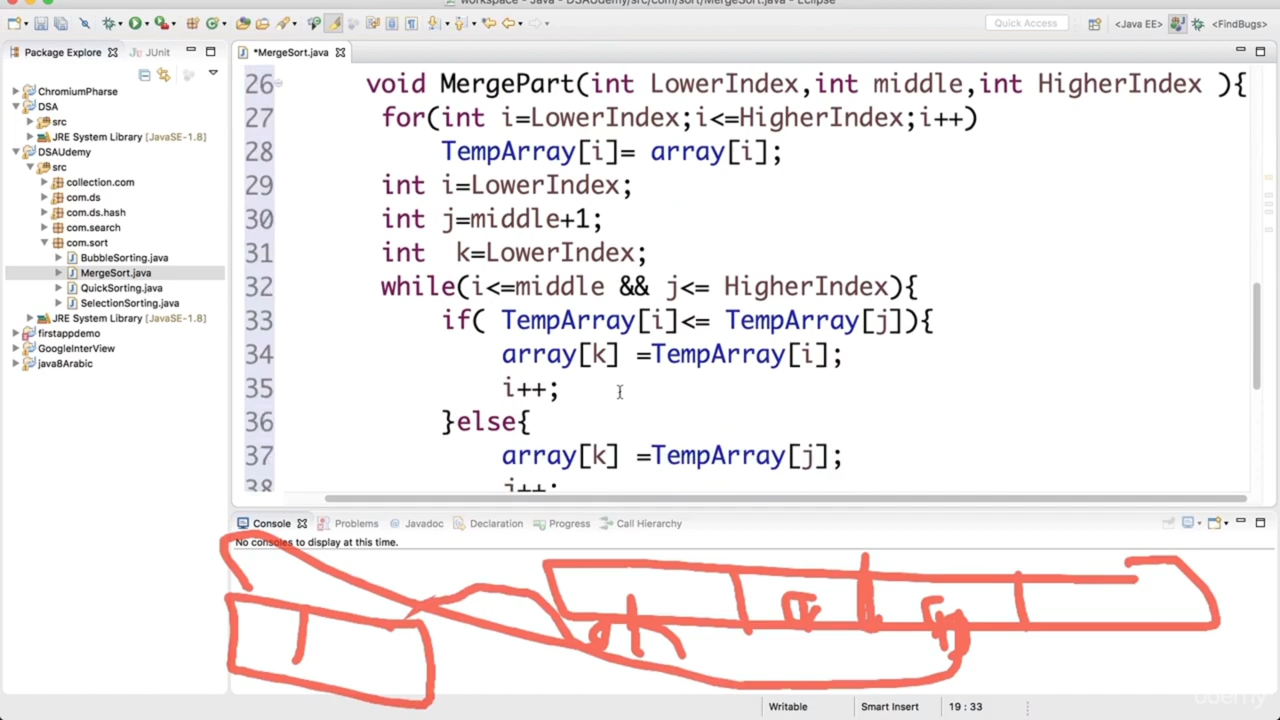 workspace - Java - DSAUdemy/src/com/sort/MergeSort.java - Eclipse
Quick Access
<Java EE>
<FindBugs>
Package Explorer
JUnit
*MergeSort.java
ChromiumPharse
DSA
src
JRE System Library [JavaSE-1.8]
DSAUdemy
src
collection.com
com.ds
com.ds.hash
com.search
com.sort
BubbleSorting.java
MergeSort.java
QuickSorting.java
SelectionSorting.java
JRE System Library [JavaSE-1.8]
firstappdemo
GoogleInterView
java8Arabic
26 void MergePart(int LowerIndex,int middle,int HigherIndex ){
27 for(int i=LowerIndex;i<=HigherIndex;i++)
28 TempArray[i]= array[i];
29 int i=LowerIndex;
30 int j=middle+1;
31 int k=LowerIndex;
32 while(i<=middle && j<= HigherIndex){
33 if( TempArray[i]<= TempArray[j]){
34 array[k] =TempArray[i];
35 i++;
36 }else{
37 array[k] =TempArray[j];
38 j++;
Console
Problems
Javadoc
Declaration
Progress
Call Hierarchy
No consoles to display at this time.
Writable
Smart Insert
19 : 33
udemy